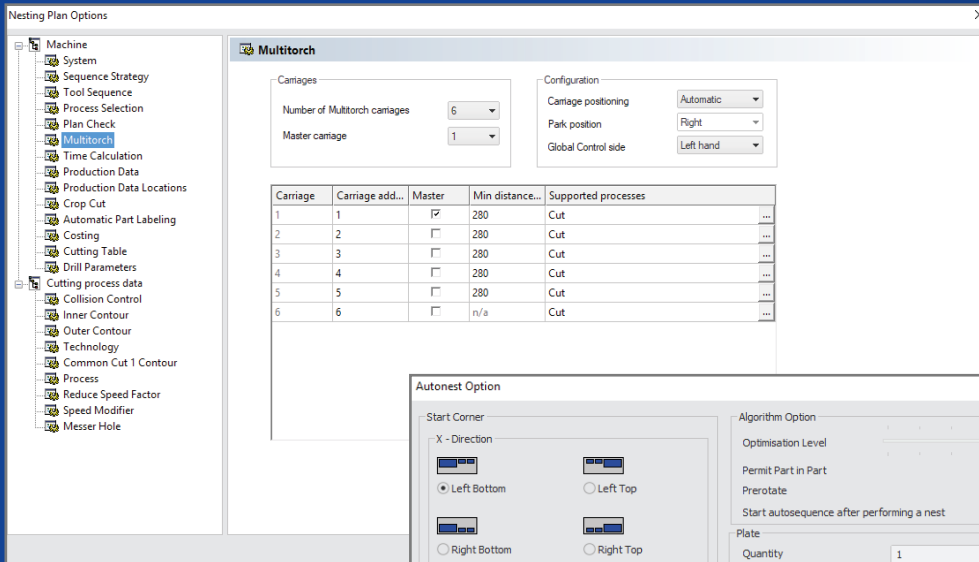 Nesting Plan Options
Machine
System
Sequence Strategy
Tool Sequence
Process Selection
Plan Check
Multitorch
Time Calculation
Production Data
Production Data Locations
Crop Cut
Automatic Part Labeling
Costing
Cutting Table
Drill Parameters
Cutting process data
Collision Control
Inner Contour
Outer Contour
Technology
Common Cut 1 Contour
Process
Reduce Speed Factor
Speed Modifier
Messer Hole
Multitorch
Carriages
Number of Multitorch carriages 6
Master carriage 1
Configuration
Carriage positioning Automatic
Park position Right
Global Control side Left hand
Carriage Carriage add... Master Min distance... Supported processes
1 1 280 Cut ...
2 2 280 Cut ...
3 3 280 Cut ...
4 4 280 Cut ...
5 5 280 Cut ...
6 6 n/a Cut ...
Autonest Option
Start Corner
X - Direction
Left Bottom Left Top
Right Bottom Right Top
Algorithm Option
Optimisation Level
Permit Part in Part
Prerotate
Start autosequence after performing a nest
Plate
Quantity 1